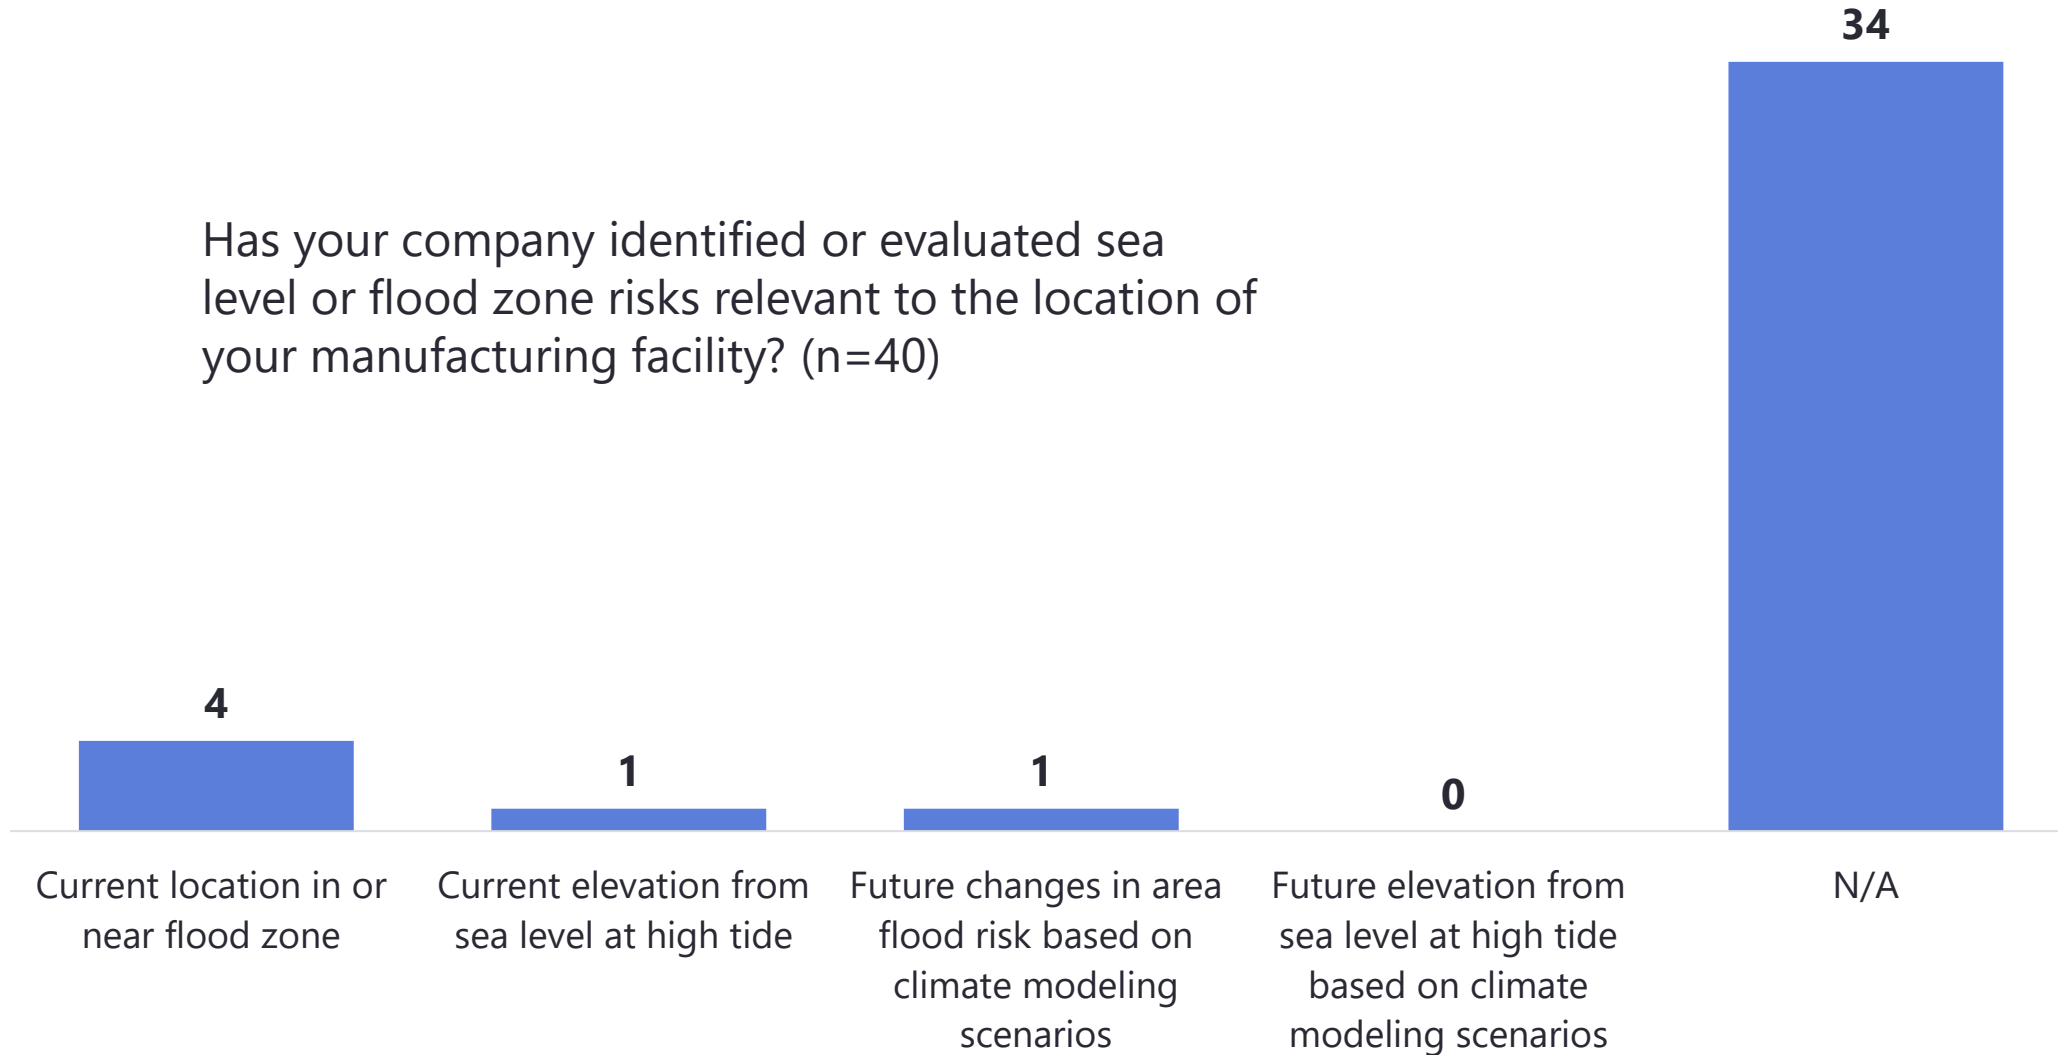 34
Has your company identified or evaluated sea
level or flood zone risks relevant to the location of
your manufacturing facility? (n=40)
4
1
1
0
Current location in or
near flood zone
Current elevation from
sea level at high tide
Future changes in area
flood risk based on
climate modeling
scenarios
Future elevation from
sea level at high tide
based on climate
modeling scenarios
N/A